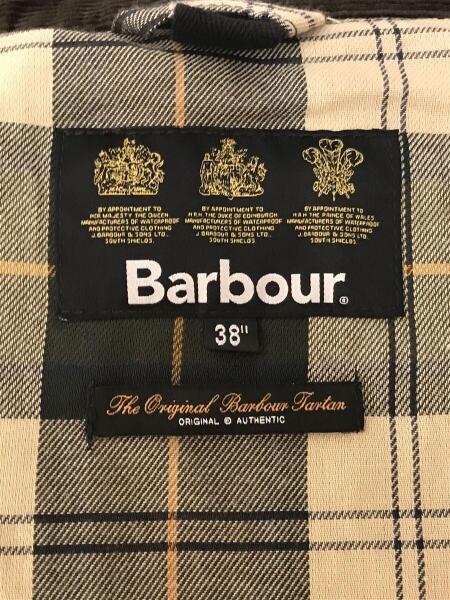 BY APPOINTMENT TO
HER MAJESTY THE QUEEN
MANUFACTURERS OF WATERPROOF
AND PROTECTIVE CLOTHING
J. BARBOUR & SONS LTD.,
SOUTH SHIELDS.
BY APPOINTMENT TO
H.R.H. THE DUKE OF EDINBURGH,
MANUFACTURERS OF WATERPROOF
AND PROTECTIVE CLOTHING
J. BARBOUR & SONS LTD.,
SOUTH SHIELDS.
BY APPOINTMENT TO
H.R.H. THE PRINCE OF WALES
MANUFACTURERS OF WATERPROOF
AND PROTECTIVE CLOTHING
J. BARBOUR & SONS LTD.,
SOUTH SHIELDS.
Barbour®
38"
The Original Barbour Tartan
ORIGINAL @ AUTHENTIC